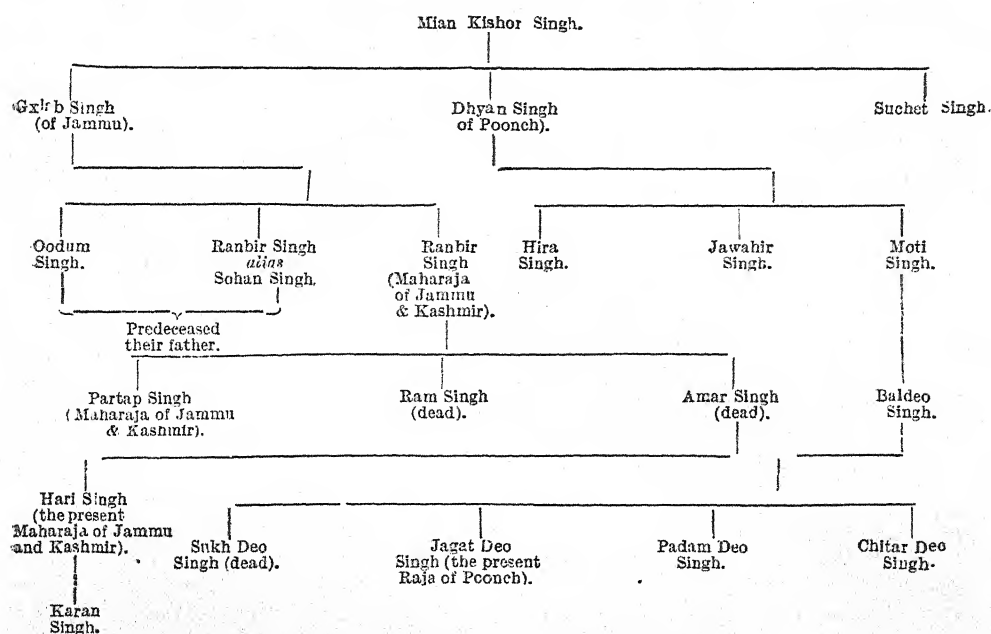 Mian Kishor Singh.
Gxlrb Singh
(of Jammu).
Dhyan Singh
of Poonch).
Suchet Singh.
Oodum
Singh.
Ranbir Singh
alias
Sohan Singh.
Ranbir
Singh
(Maharaja
of Jammu
& Kashmir).
Hira
Singh.
Jawahir
Singh.
Moti
Singh.
Predeceased
their father.
Partap Singh
(Maharaja of Jammu
& Kashmir).
Ram Singh
(dead).
Amar Singh
(dead).
Baldeo
Singh.
Hari Singh
(the present
Maharaja of Jammu
and Kashmir).
Sukh Deo
Singh (dead).
Jagat Deo
Singh (the present
Raja of Poonch).
Padam Deo
Singh.
Chitar Deo
Singh.
Karan
Singh.